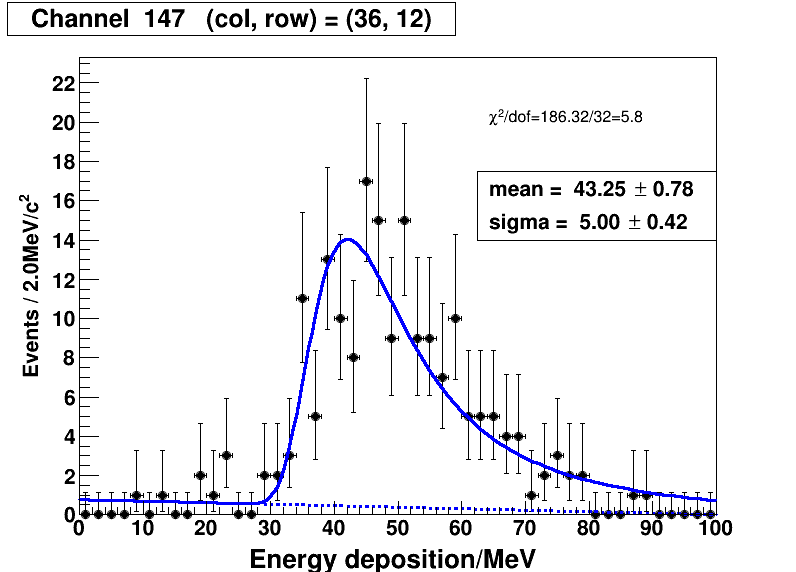 Channel 147 (col, row) = (36, 12)
χ²/dof=186.32/32=5.8
mean = 43.25 ± 0.78
sigma = 5.00 ± 0.42
Events / 2.0MeV/c²
22
20
18
16
14
12
10
8
6
4
2
0
0 10 20 30 40 50 60 70 80 90 100
Energy deposition/MeV